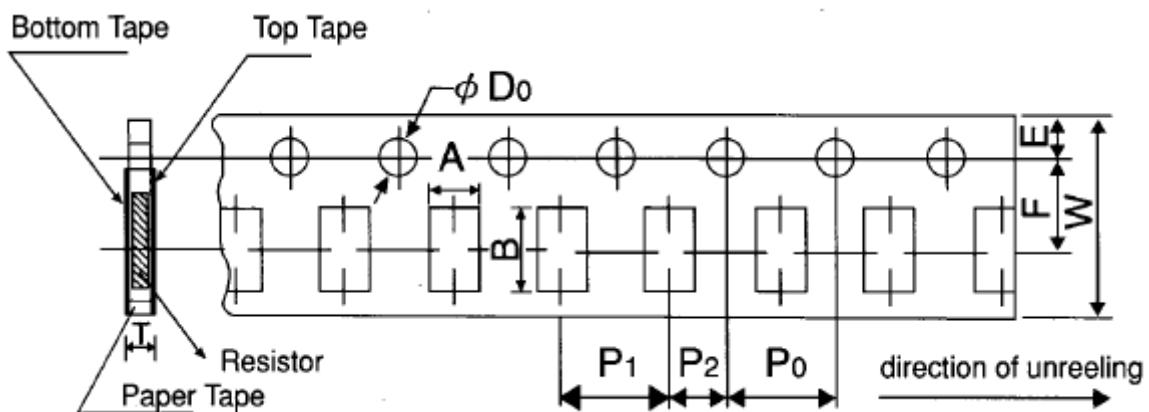 Bottom Tape
Top Tape
ϕ D0
A
B
E
F
W
T
Resistor
Paper Tape
P1
P2
P0
direction of unreeling